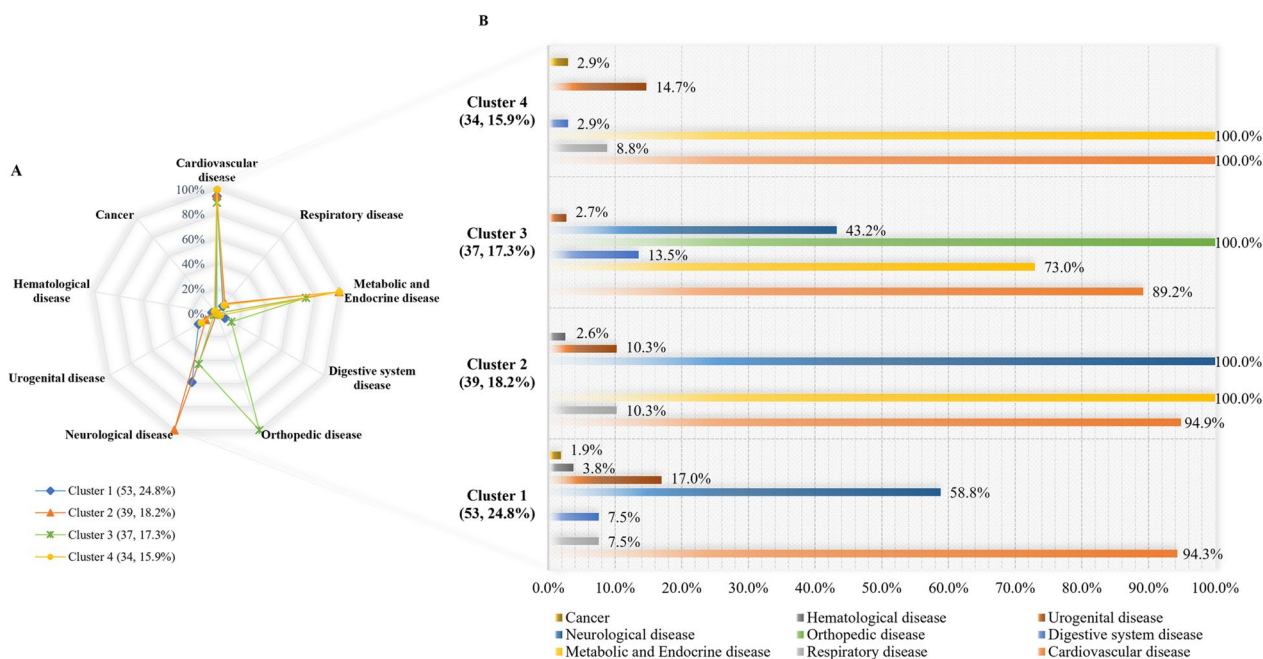 A
Cardiovascular
disease
100%
80%
60%
40%
20%
0%
Respiratory disease
Metabolic and
Endocrine disease
Digestive system
disease
Orthopedic disease
Neurological disease
Urogenital disease
Hematological
disease
Cancer
Cluster 1 (53, 24.8%)
Cluster 2 (39, 18.2%)
Cluster 3 (37, 17.3%)
Cluster 4 (34, 15.9%)
B
Cluster 4
(34, 15.9%)
2.9%
14.7%
2.9%
100.0%
8.8%
100.0%
Cluster 3
(37, 17.3%)
2.7%
43.2%
100.0%
13.5%
73.0%
89.2%
Cluster 2
(39, 18.2%)
2.6%
10.3%
100.0%
100.0%
10.3%
94.9%
Cluster 1
(53, 24.8%)
1.9%
3.8%
17.0%
58.8%
7.5%
7.5%
94.3%
0.0% 10.0% 20.0% 30.0% 40.0% 50.0% 60.0% 70.0% 80.0% 90.0% 100.0%
Cancer Hematological disease Urogenital disease
Neurological disease Orthopedic disease Digestive system disease
Metabolic and Endocrine disease Respiratory disease Cardiovascular disease